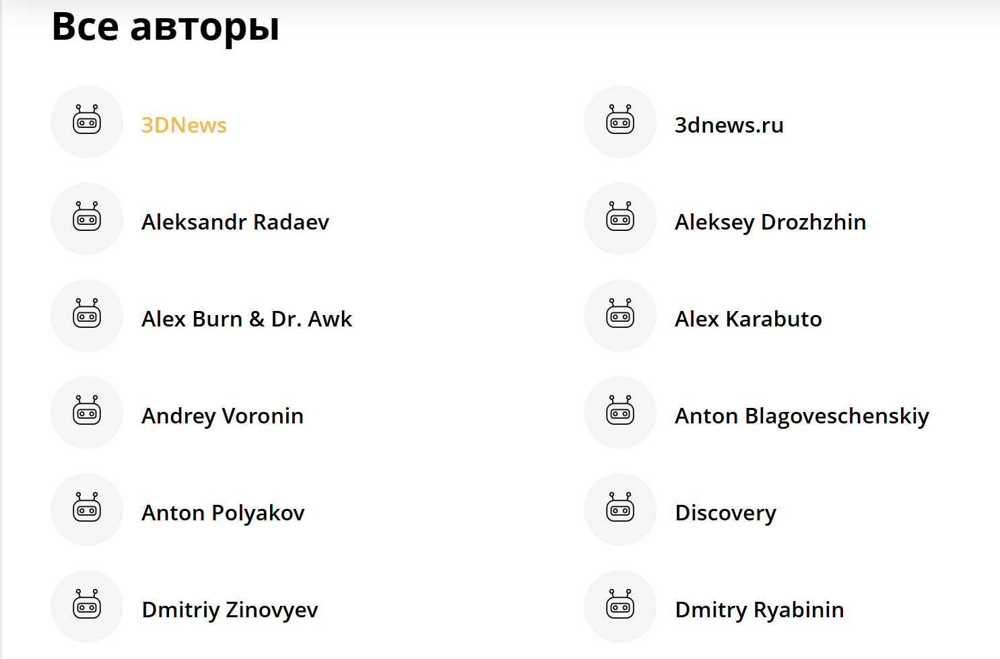 Все авторы
3DNews
3dnews.ru
Aleksandr Radaev
Aleksey Drozhzhin
Alex Burn & Dr. Awk
Alex Karabuto
Andrey Voronin
Anton Blagoveschenskiy
Anton Polyakov
Discovery
Dmitriy Zinovyev
Dmitry Ryabinin